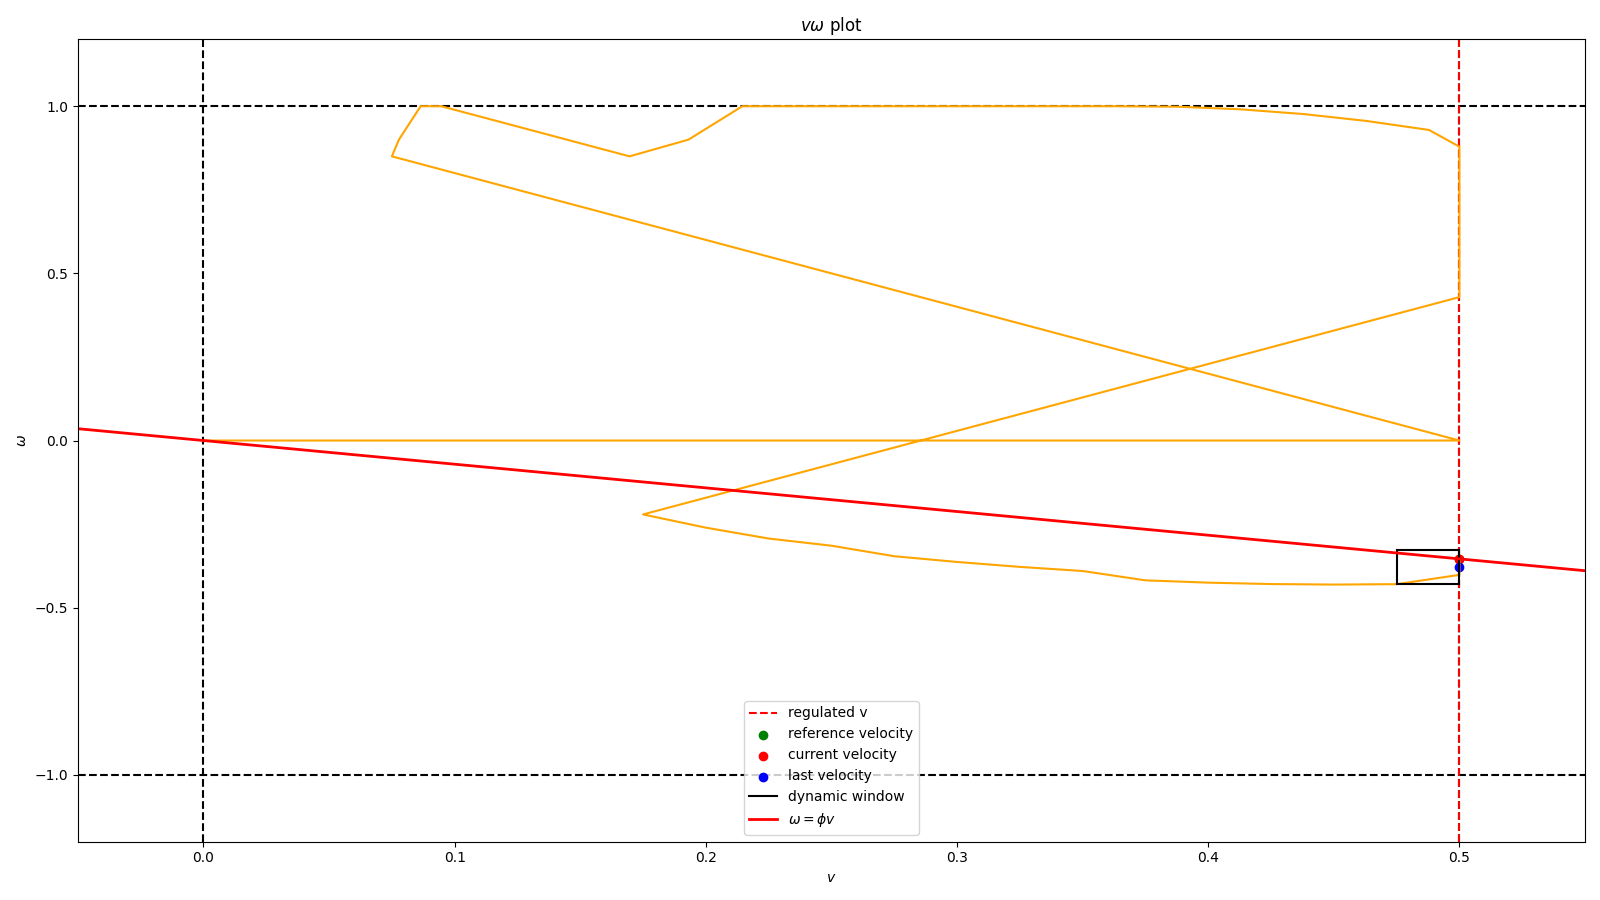 vω plot
1.0
0.5
0.0
−0.5
−1.0
ω
0.0 0.1 0.2 0.3 0.4 0.5
v
regulated v
reference velocity
current velocity
last velocity
dynamic window
ω = ϕv